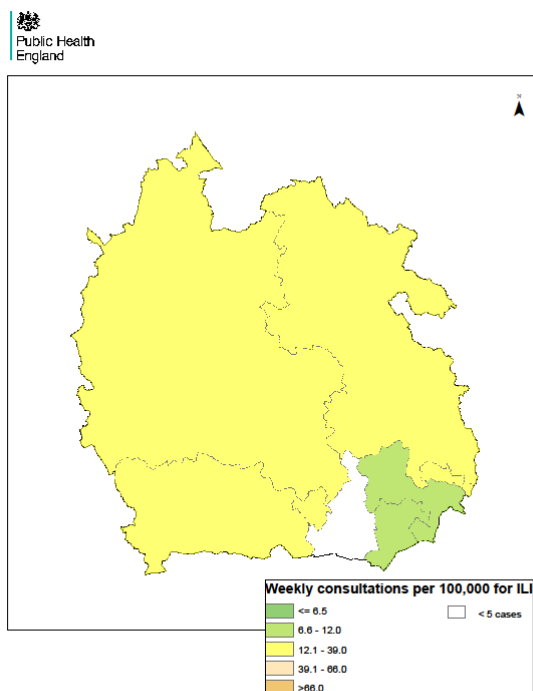 Public Health
England
N
Weekly consultations per 100,000 for ILI
<= 6.5
< 5 cases
6.6 - 12.0
12.1 - 39.0
39.1 - 66.0
>66.0